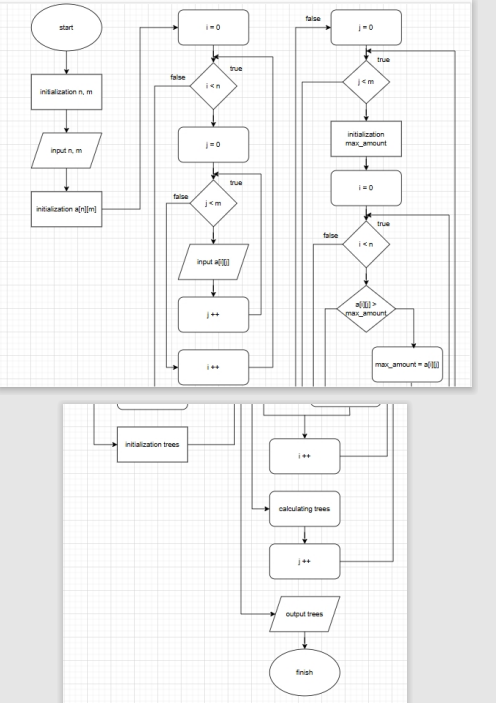 start
initialization n, m
input n, m
initialization a[n][m]
i = 0
true
false
i < n
j = 0
true
false
j < m
input a[i][j]
j ++
i ++
false
j = 0
true
j < m
initialization
max_amount
i = 0
true
false
i < n
a[i][j] >
max_amount
max_amount = a[i][j]
initialization trees
i ++
calculating trees
j ++
output trees
finish